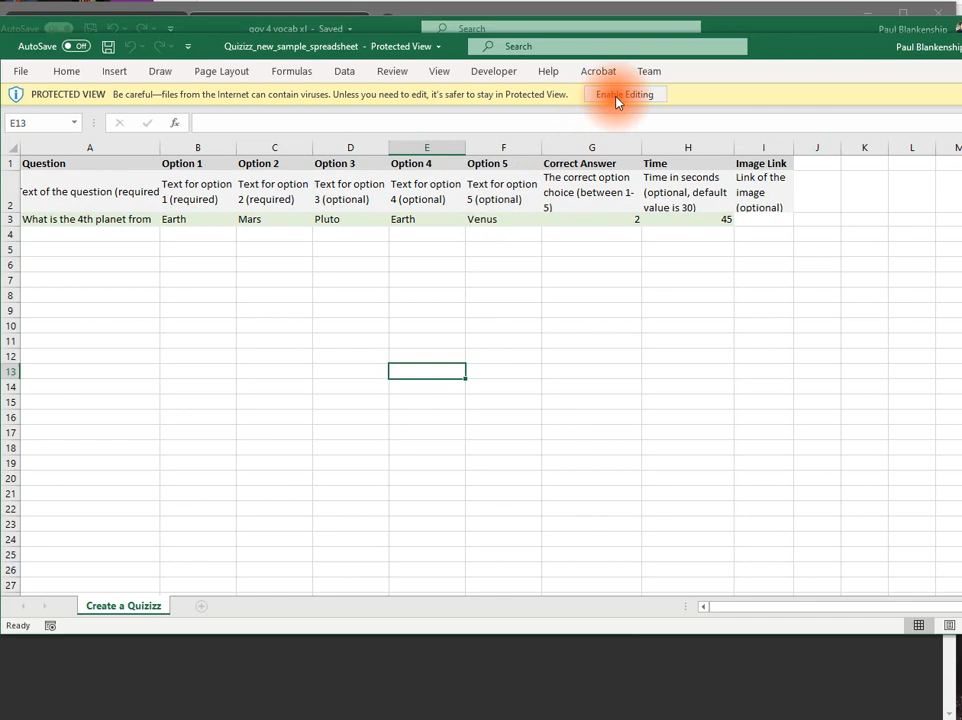 AutoSave Off gov 4 vocab xl - Saved Search Paul Blankenship
AutoSave Off Quizizz_new_sample_spreadsheet - Protected View Search Paul Blankenship
File Home Insert Draw Page Layout Formulas Data Review View Developer Help Acrobat Team
PROTECTED VIEW Be careful—files from the Internet can contain viruses. Unless you need to edit, it's safer to stay in Protected View. Enable Editing
E13 fx
A B C D E F G H I J K L M
1 Question Option 1 Option 2 Option 3 Option 4 Option 5 Correct Answer Time Image Link
2 Text of the question (required Text for option 1 (required) Text for option 2 (required) Text for option 3 (optional) Text for option 4 (optional) Text for option 5 (optional) The correct option choice (between 1-5) Time in seconds (optional, default value is 30) Link of the image (optional)
3 What is the 4th planet from Earth Mars Pluto Earth Venus 2 45
4
5
6
7
8
9
10
11
12
13
14
15
16
17
18
19
20
21
22
23
24
25
26
27
Create a Quizizz
Ready